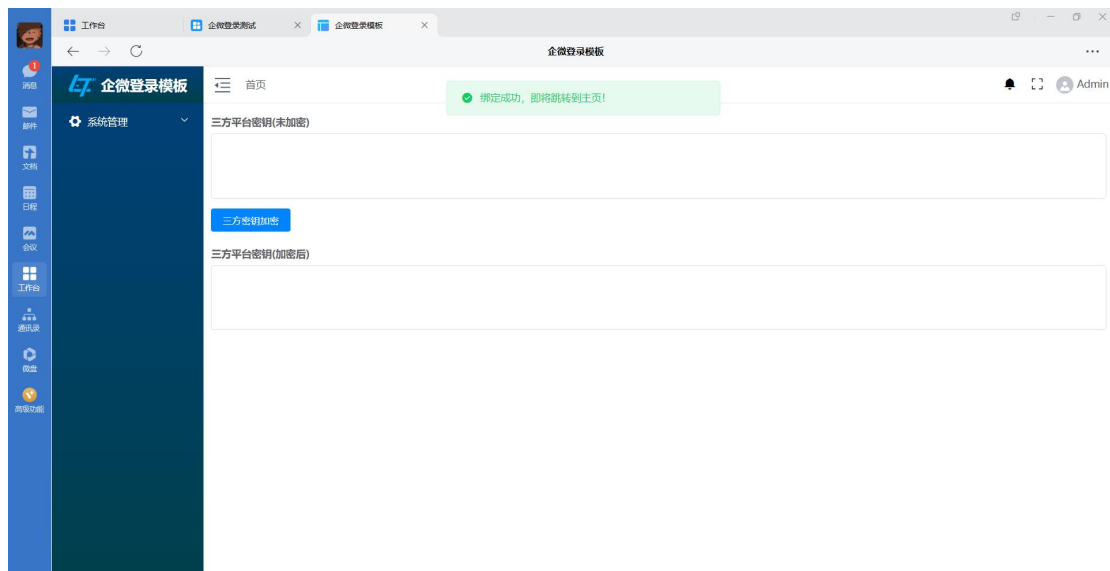 工作台
企微登录测试
企微登录模板
企微登录模板
1
消息
邮件
文档
日程
会议
工作台
通讯录
微盘
高级功能
LT 企微登录模板
首页
绑定成功，即将跳转到主页!
Admin
系统管理
三方平台密钥(未加密)
三方密钥加密
三方平台密钥(加密后)